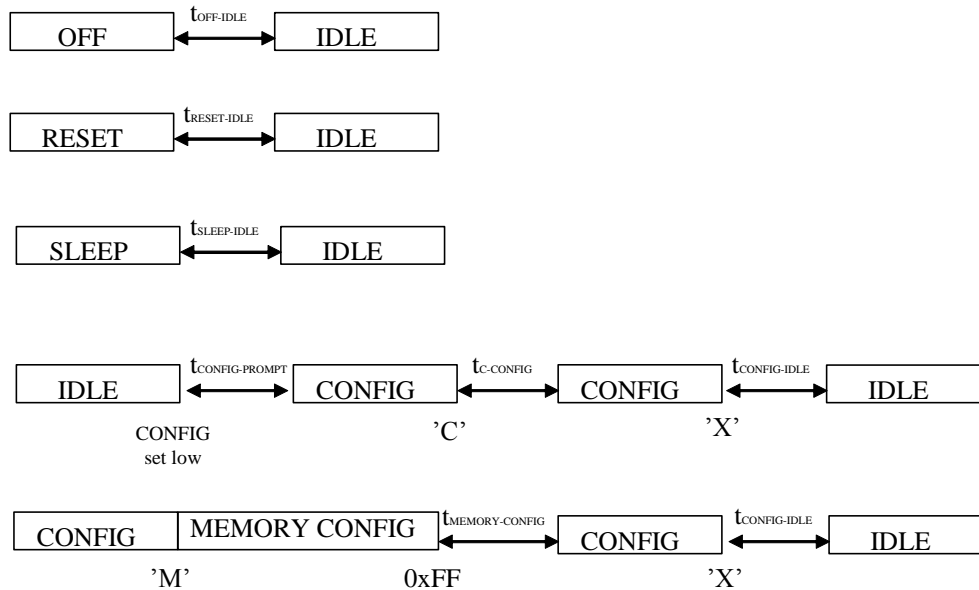 tOFF-IDLE
OFF IDLE
tRESET-IDLE
RESET IDLE
tSLEEP-IDLE
SLEEP IDLE
tCONFIG-PROMPT tC-CONFIG tCONFIG-IDLE
IDLE CONFIG CONFIG IDLE
CONFIG
set low
’C’ ’X’
tMEMORY-CONFIG tCONFIG-IDLE
CONFIG MEMORY CONFIG CONFIG IDLE
’M’ 0xFF ’X’